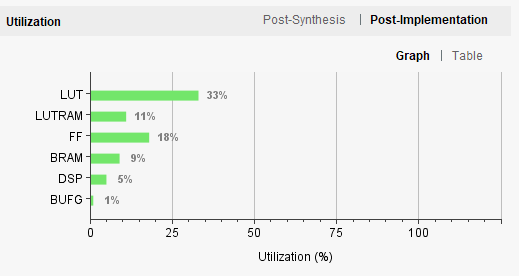 Utilization Post-Synthesis | Post-Implementation
Graph | Table
LUT 33%
LUTRAM 11%
FF 18%
BRAM 9%
DSP 5%
BUFG 1%
0 25 50 75 100
Utilization (%)